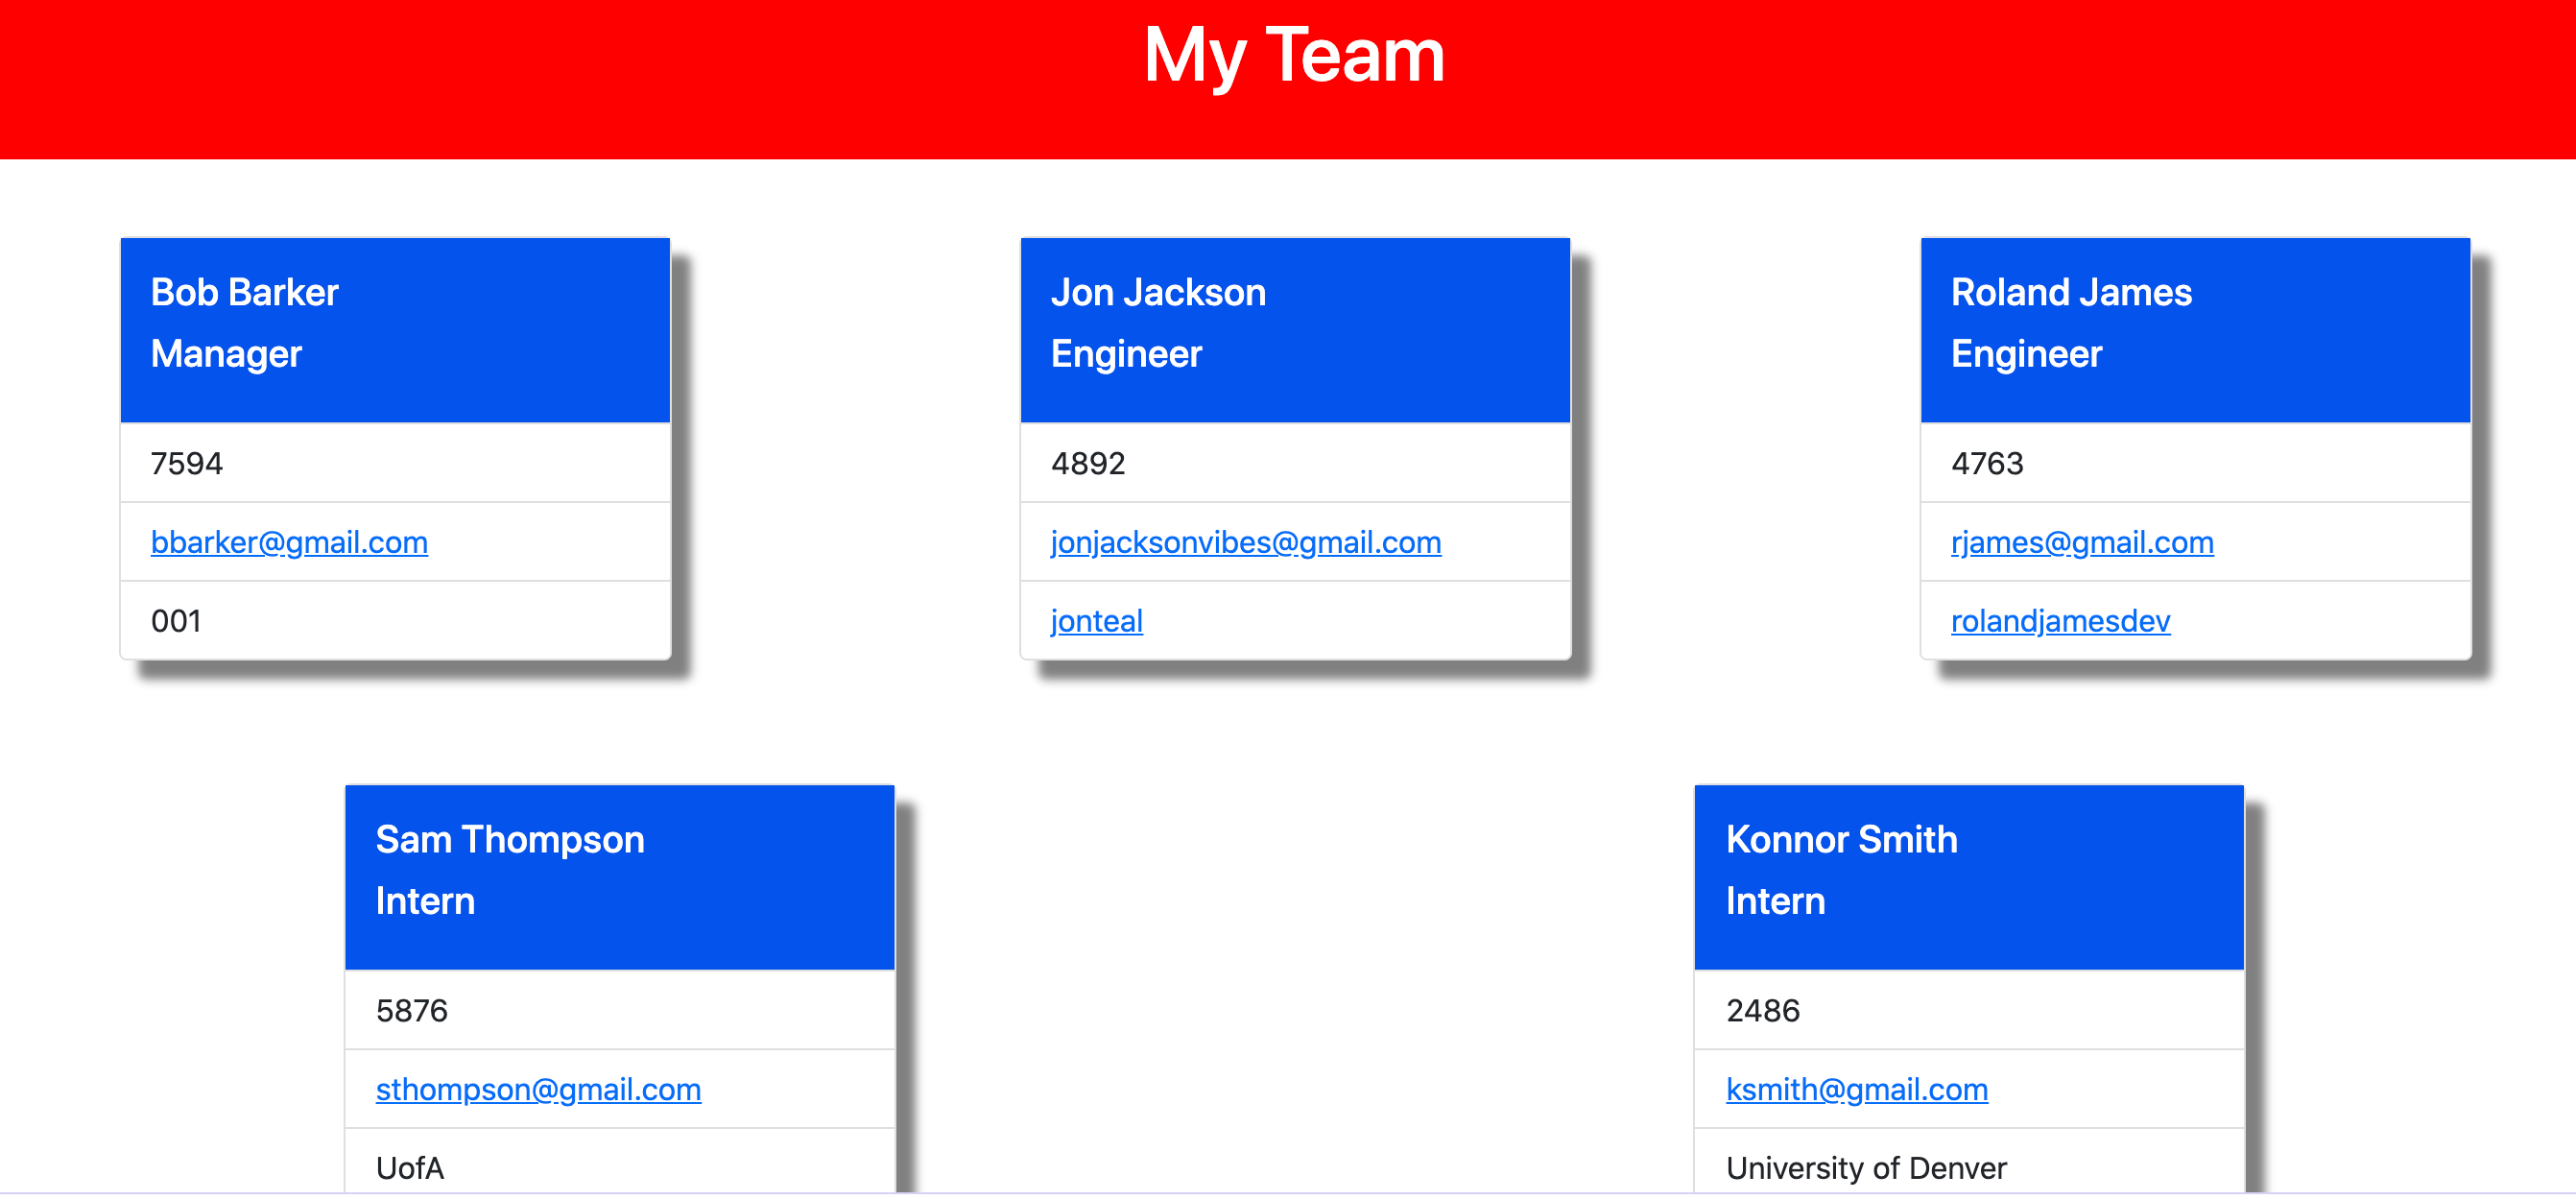 My Team
Bob Barker
Manager
7594
bbarker@gmail.com
001
Jon Jackson
Engineer
4892
jonjacksonvibes@gmail.com
jonteal
Roland James
Engineer
4763
rjames@gmail.com
rolandjamesdev
Sam Thompson
Intern
5876
sthompson@gmail.com
UofA
Konnor Smith
Intern
2486
ksmith@gmail.com
University of Denver